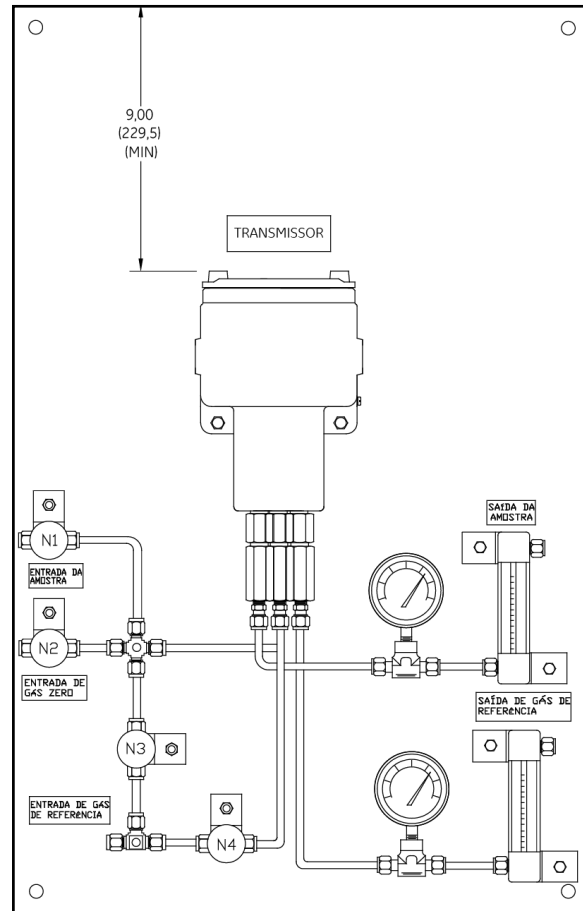 9,00
(229,5)
(MIN)
TRANSMISSOR
N1
ENTRADA DA
AMOSTRA
N2
ENTRADA DE
GÁS ZERO
N3
ENTRADA DE GÁS
DE REFERÊNCIA
N4
SAÍDA DA
AMOSTRA
SAÍDA DE GÁS DE
REFERÊNCIA